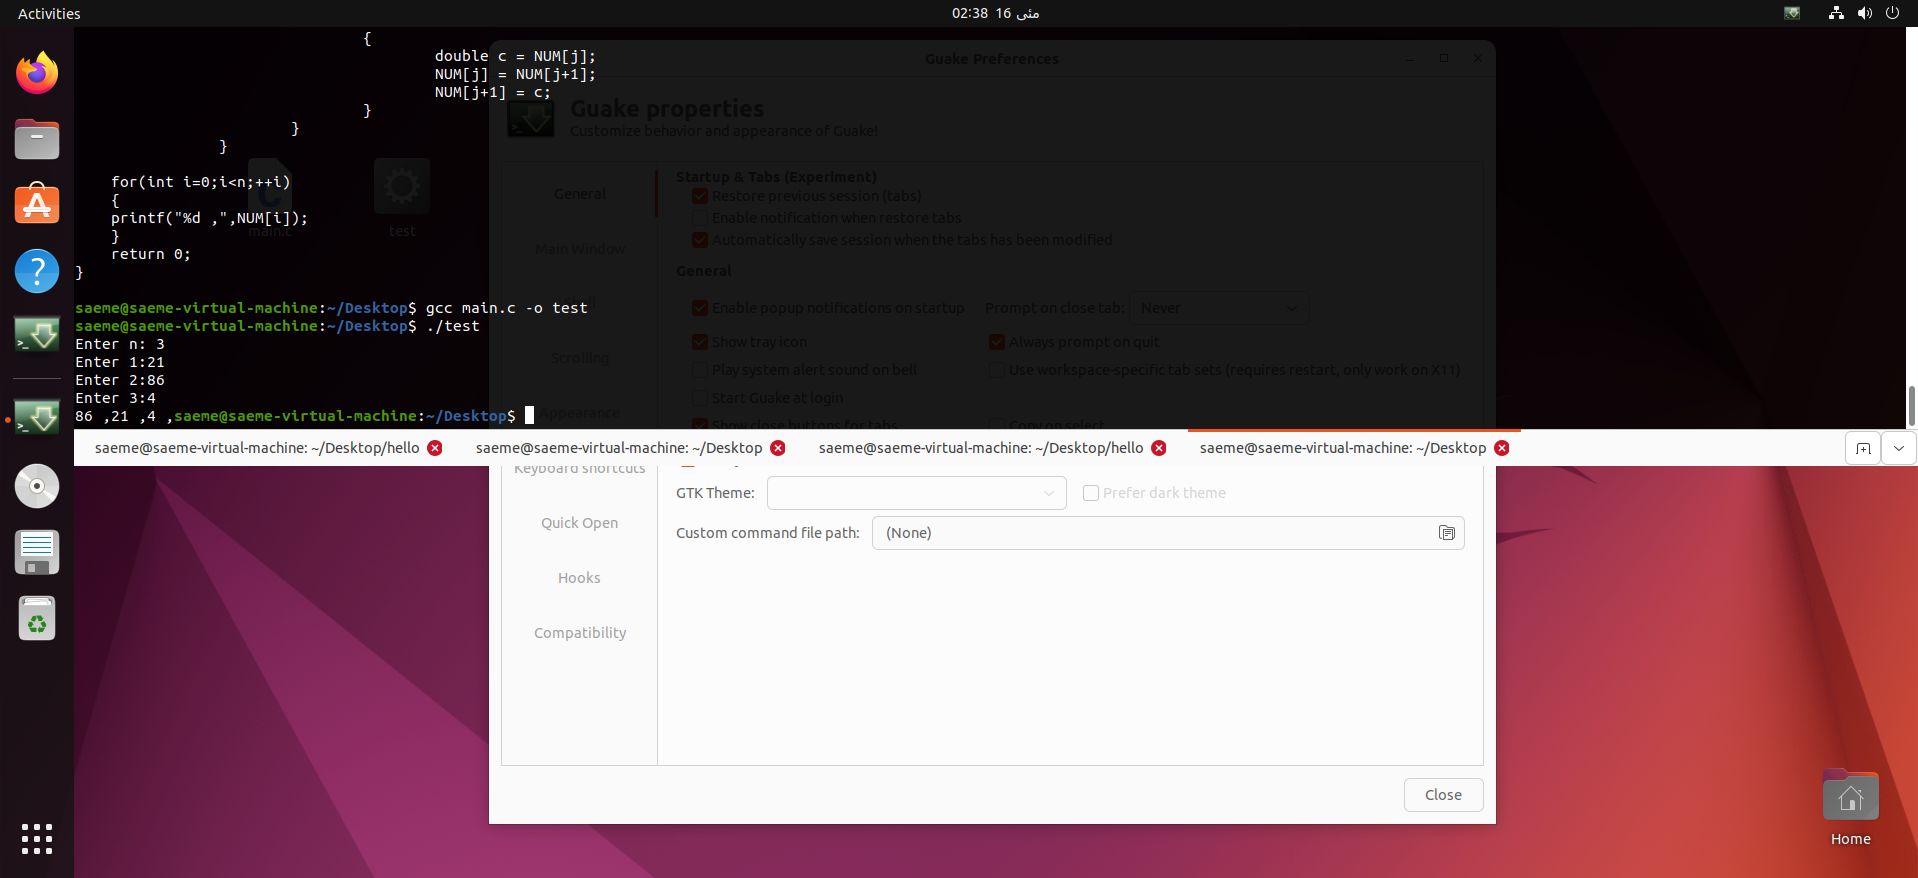 Activities
02:38 16 مئی
{
double c = NUM[j];
NUM[j] = NUM[j+1];
NUM[j+1] = c;
}
}
}
for(int i=0;i<n;++i)
{
printf("%d ,",NUM[i]);
}
return 0;
}
saeme@saeme-virtual-machine:~/Desktop$ gcc main.c -o test
saeme@saeme-virtual-machine:~/Desktop$ ./test
Enter n: 3
Enter 1:21
Enter 2:86
Enter 3:4
86 ,21 ,4 ,saeme@saeme-virtual-machine:~/Desktop$
main.c
test
Guake Preferences
Guake properties
Customize behavior and appearance of Guake!
General
Main Window
Scrolling
Appearance
Startup & Tabs (Experiment)
Restore previous session (tabs)
Enable notification when restore tabs
Automatically save session when the tabs has been modified
General
Enable popup notifications on startup
Prompt on close tab: Never
Show tray icon
Always prompt on quit
Play system alert sound on bell
Use workspace-specific tab sets (requires restart, only work on X11)
Start Guake at login
Show close buttons for tabs
Copy on select
saeme@saeme-virtual-machine: ~/Desktop/hello
saeme@saeme-virtual-machine: ~/Desktop
saeme@saeme-virtual-machine: ~/Desktop/hello
saeme@saeme-virtual-machine: ~/Desktop
Keyboard shortcuts
Quick Open
Hooks
Compatibility
GTK Theme:
Prefer dark theme
Custom command file path: (None)
Close
Home